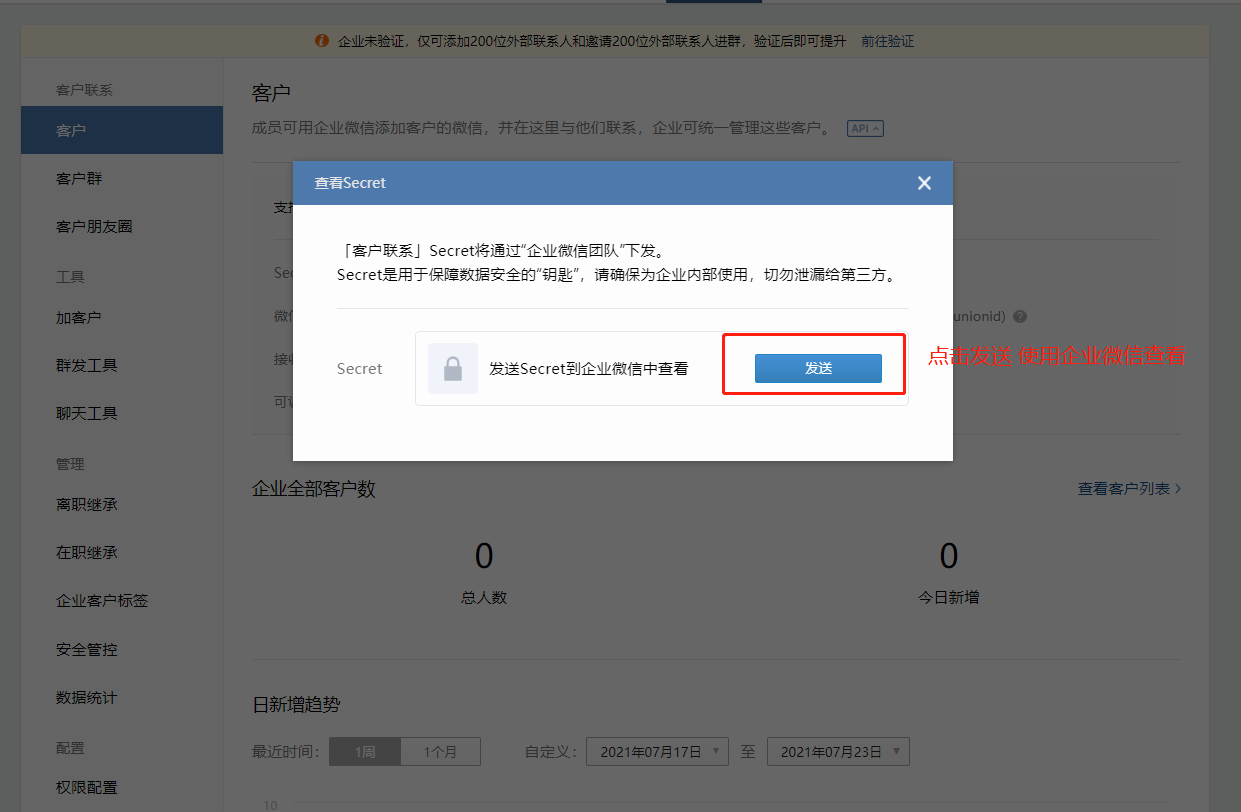 企业未验证，仅可添加200位外部联系人和邀请200位外部联系人进群，验证后即可提升 前往验证
客户联系
客户
客户群
客户朋友圈
工具
加客户
群发工具
聊天工具
管理
离职继承
在职继承
企业客户标签
安全管控
数据统计
配置
权限配置
客户
成员可用企业微信添加客户的微信，并在这里与他们联系，企业可统一管理这些客户。 API
查看Secret
「客户联系」Secret将通过“企业微信团队”下发。
Secret是用于保障数据安全的“钥匙”，请确保为企业内部使用，切勿泄漏给第三方。
Secret 发送Secret到企业微信中查看 发送
点击发送 使用企业微信查看
unionid)
企业全部客户数 查看客户列表
0 0
总人数 今日新增
日新增趋势
最近时间： 1周 1个月 自定义： 2021年07月17日 至 2021年07月23日
10